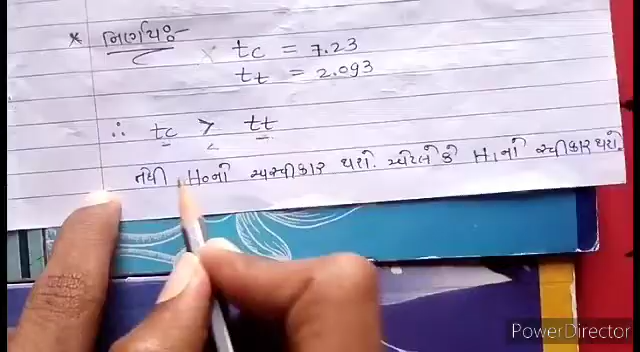 * નિર્ણય :-
× tc = 7.23
tt = 2.093
∴ tc > tt
<
તેથી H₀નો અસ્વીકાર થશે. એટલે કે H₁નો સ્વીકાર થશે.
PowerDirector